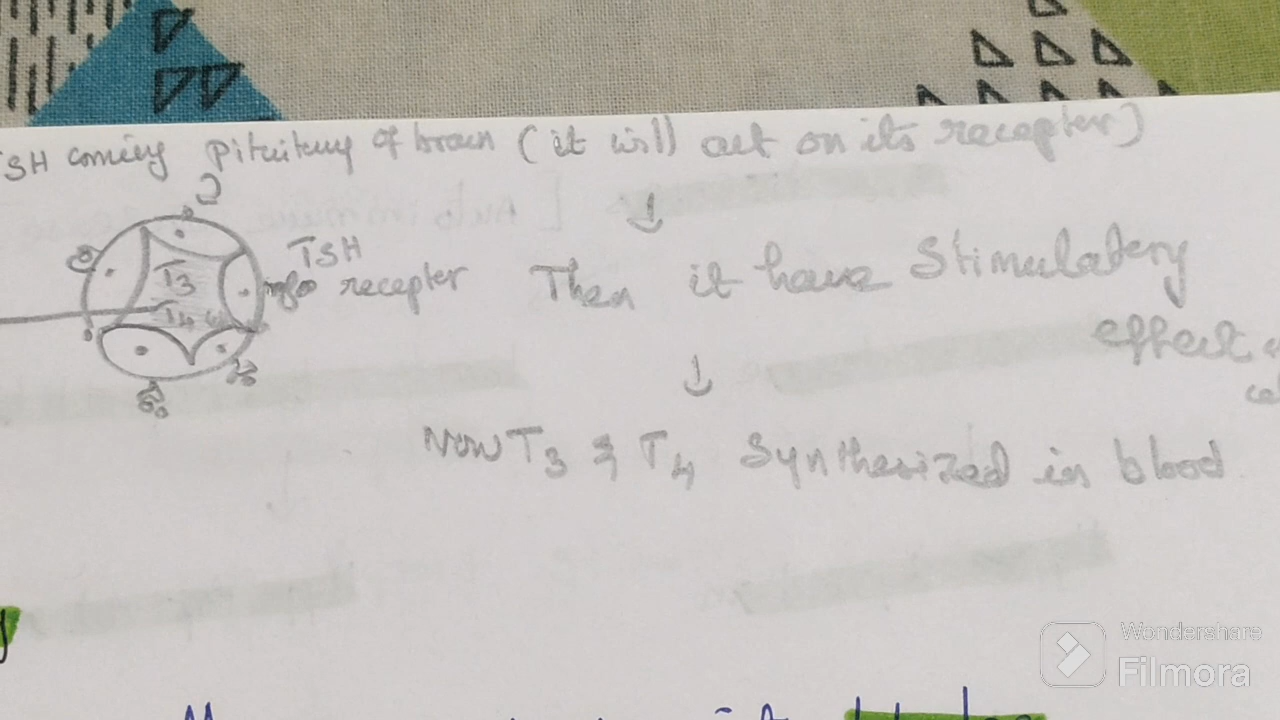 TSH coming pituitary of brain (it will act on its recepter)
T3
T4
TSH
recepter
Then it have Stimulatery
effect
Now T3 & T4 Synthesized in blood
Wondershare
Filmora